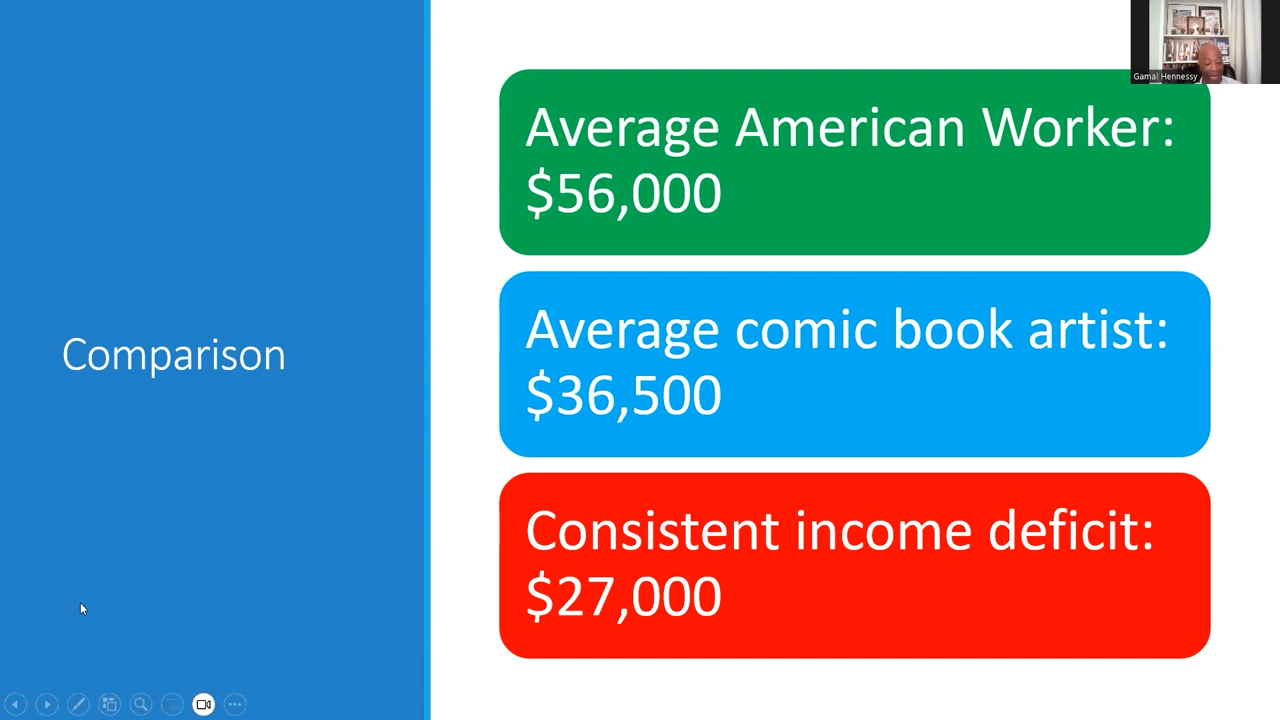 Gamal Hennessy
Average American Worker:
$56,000
Average comic book artist:
$36,500
Comparison
Consistent income deficit:
$27,000